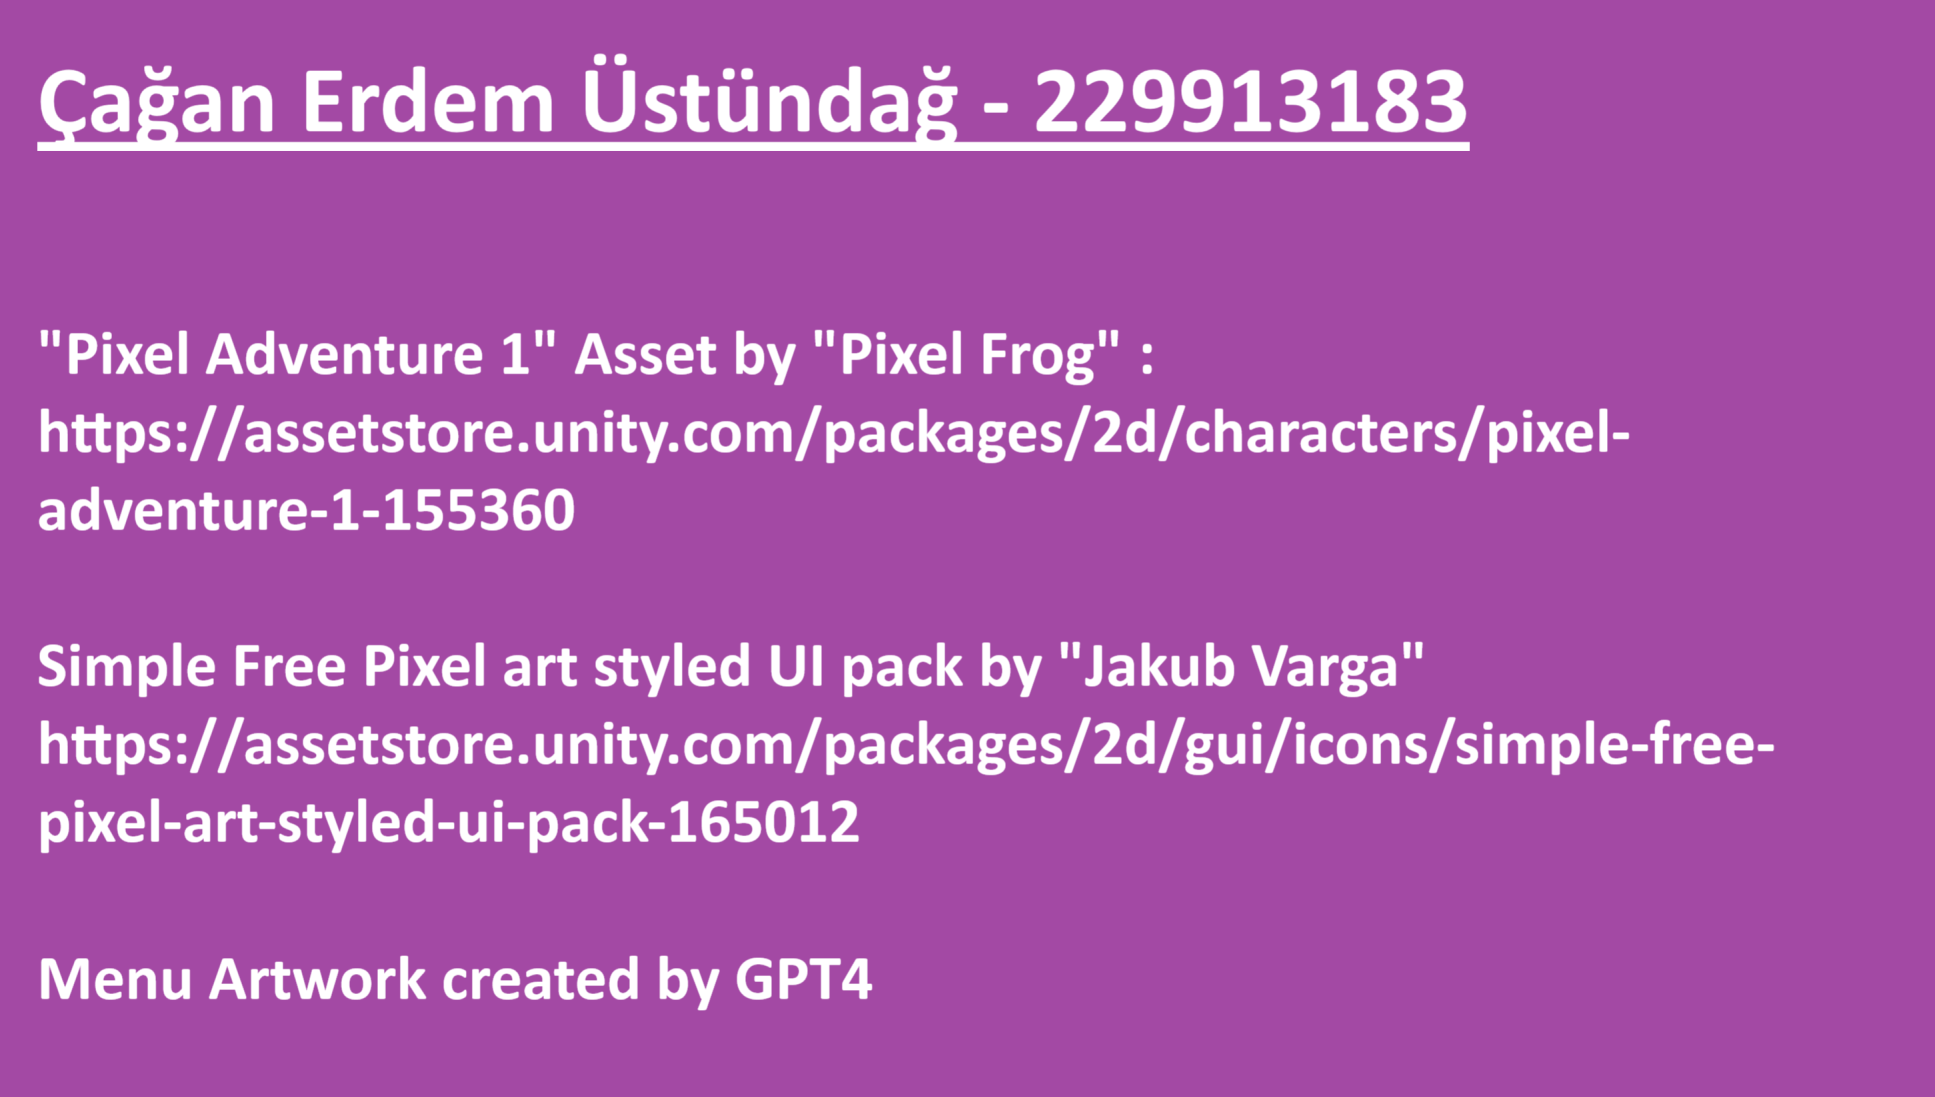 Çağan Erdem Üstündağ - 229913183
"Pixel Adventure 1" Asset by "Pixel Frog" :
https://assetstore.unity.com/packages/2d/characters/pixel-
adventure-1-155360
Simple Free Pixel art styled UI pack by "Jakub Varga"
https://assetstore.unity.com/packages/2d/gui/icons/simple-free-
pixel-art-styled-ui-pack-165012
Menu Artwork created by GPT4